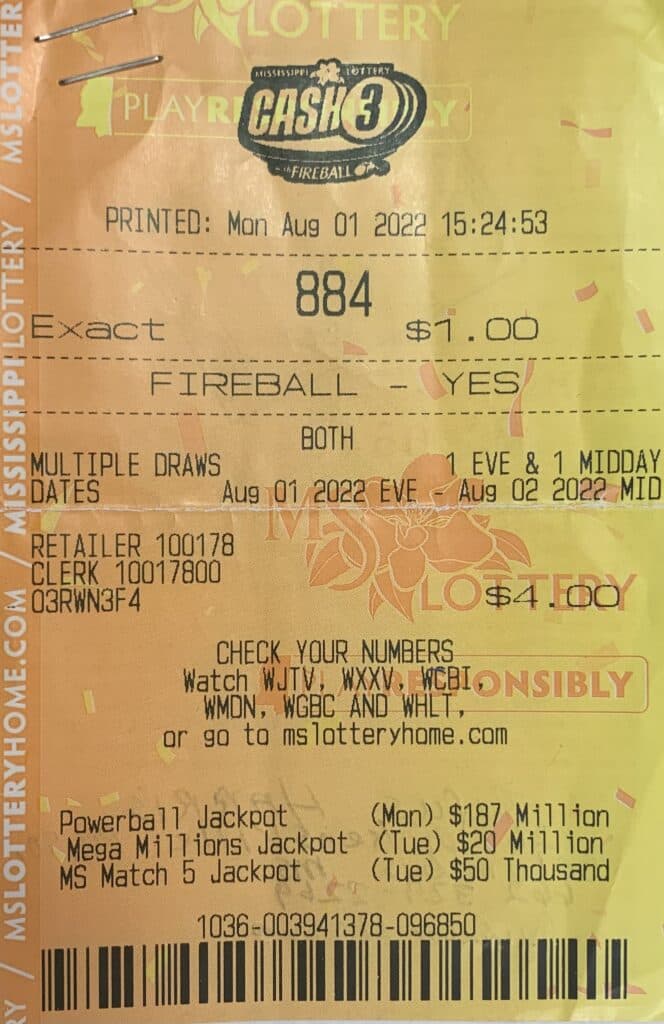 LOTTERY
MISSISSIPPI LOTTERY
CASH 3
FIREBALL
PLAY
PRINTED: Mon Aug 01 2022 15:24:53
884
Exact $1.00
FIREBALL - YES
BOTH
MULTIPLE DRAWS 1 EVE & 1 MIDDAY
DATES Aug 01 2022 EVE - Aug 02 2022 MID
RETAILER 100178
CLERK 10017800
03RWN3F4 $4.00
MS LOTTERY
CHECK YOUR NUMBERS
Watch WJTV, WXXV, WCBI,
WMDN, WGBC AND WHLT,
or go to mslotteryhome.com
Powerball Jackpot (Mon) $187 Million
Mega Millions Jackpot (Tue) $20 Million
MS Match 5 Jackpot (Tue) $50 Thousand
1036-003941378-096850
/ MSLOTTERYHOME.COM / MISSISSIPPI LOTTERY / MSLOTTER